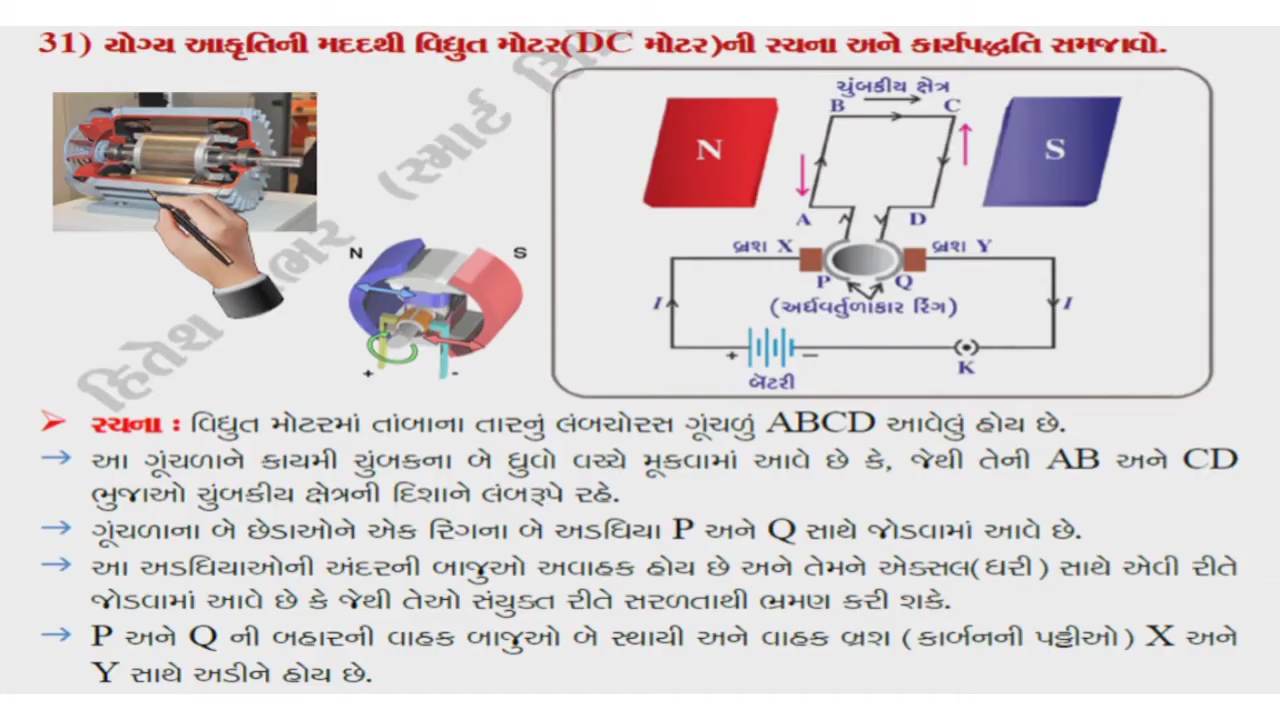 31) યોગ્ય આકૃતિની મદદથી વિદ્યુત મોટર(DC મોટર)ની રચના અને કાર્યપદ્ધતિ સમજાવો.
ચુંબકીય ક્ષેત્ર
B C
N S
A D
બ્રશ X બ્રશ Y
P Q
(અર્ધવર્તુળાકાર રિંગ)
I I
+ −
K
બૅટરી
N S
+ -
હિતેશ (સ્માર્ટ
➢ રચના : વિદ્યુત મોટરમાં તાંબાના તારનું લંબચોરસ ગૂંચળું ABCD આવેલું હોય છે.
→ આ ગૂંચળાને કાયમી ચુંબકના બે ધ્રુવો વચ્ચે મૂકવામાં આવે છે કે, જેથી તેની AB અને CD
ભુજાઓ ચુંબકીય ક્ષેત્રની દિશાને લંબરૂપે રહે.
→ ગૂંચળાના બે છેડાઓને એક રિંગના બે અડધિયા P અને Q સાથે જોડવામાં આવે છે.
→ આ અડધિયાઓની અંદરની બાજુઓ અવાહક હોય છે અને તેમને એક્સલ(ધરી) સાથે એવી રીતે
જોડવામાં આવે છે કે જેથી તેઓ સંયુક્ત રીતે સરળતાથી ભ્રમણ કરી શકે.
→ P અને Q ની બહારની વાહક બાજુઓ બે સ્થાયી અને વાહક બ્રશ (કાર્બનની પટ્ટીઓ) X અને
Y સાથે અડીને હોય છે.